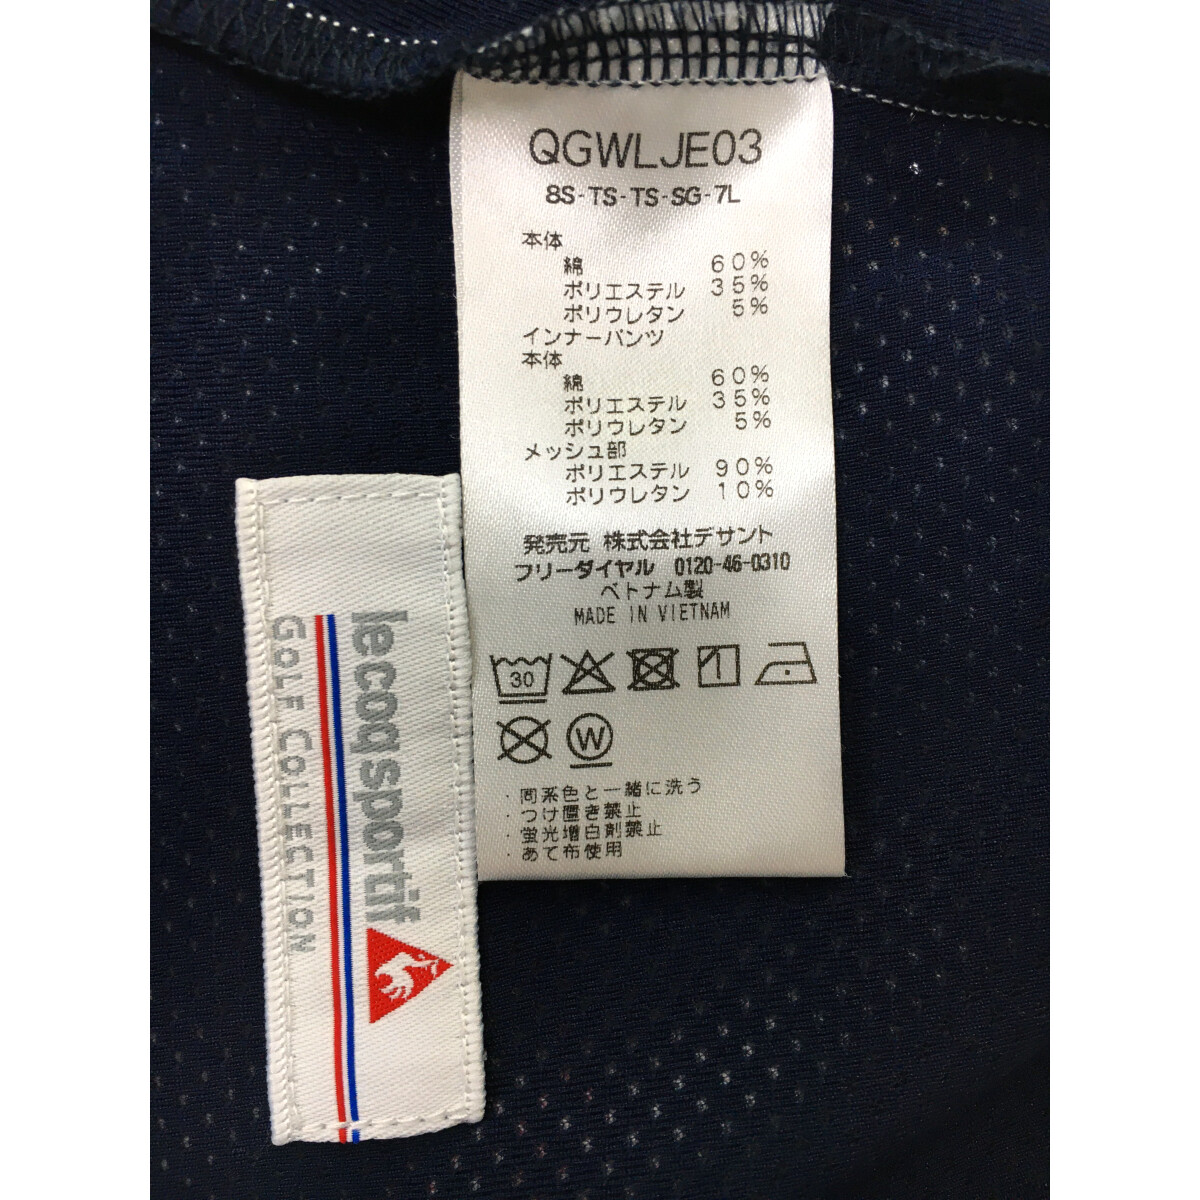 QGWLJE03
8S-TS-TS-SG-7L
本体
綿 60%
ポリエステル 35%
ポリウレタン 5%
インナーパンツ
本体
綿 60%
ポリエステル 35%
ポリウレタン 5%
メッシュ部
ポリエステル 90%
ポリウレタン 10%
発売元 株式会社デサント
フリーダイヤル 0120-46-0310
ベトナム製
MADE IN VIETNAM
30
W
・同系色と一緒に洗う
・つけ置き禁止
・蛍光増白剤禁止
・あて布使用
le coq sportif
GOLF COLLECTION